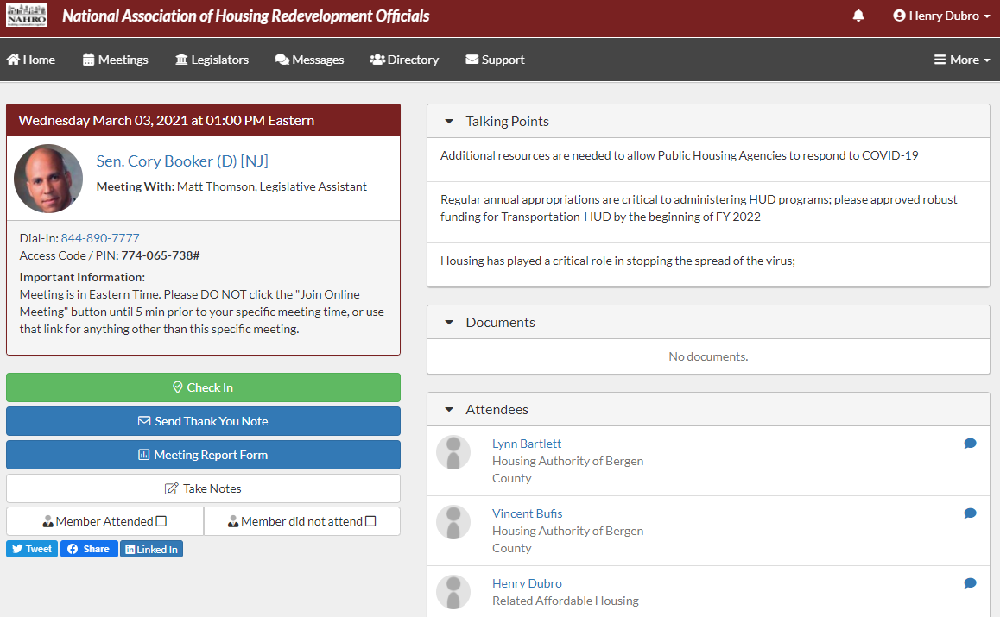 NAHRO
National Association of Housing Redevelopment Officials
Henry Dubro
Home
Meetings
Legislators
Messages
Directory
Support
More
Wednesday March 03, 2021 at 01:00 PM Eastern
Sen. Cory Booker (D) [NJ]
Meeting With: Matt Thomson, Legislative Assistant
Dial-In: 844-890-7777
Access Code / PIN: 774-065-738#
Important Information:
Meeting is in Eastern Time. Please DO NOT click the "Join Online
Meeting" button until 5 min prior to your specific meeting time, or use
that link for anything other than this specific meeting.
Check In
Send Thank You Note
Meeting Report Form
Take Notes
Member Attended
Member did not attend
Tweet
Share
Linked In
Talking Points
Additional resources are needed to allow Public Housing Agencies to respond to COVID-19
Regular annual appropriations are critical to administering HUD programs; please approved robust
funding for Transportation-HUD by the beginning of FY 2022
Housing has played a critical role in stopping the spread of the virus;
Documents
No documents.
Attendees
Lynn Bartlett
Housing Authority of Bergen
County
Vincent Bufis
Housing Authority of Bergen
County
Henry Dubro
Related Affordable Housing